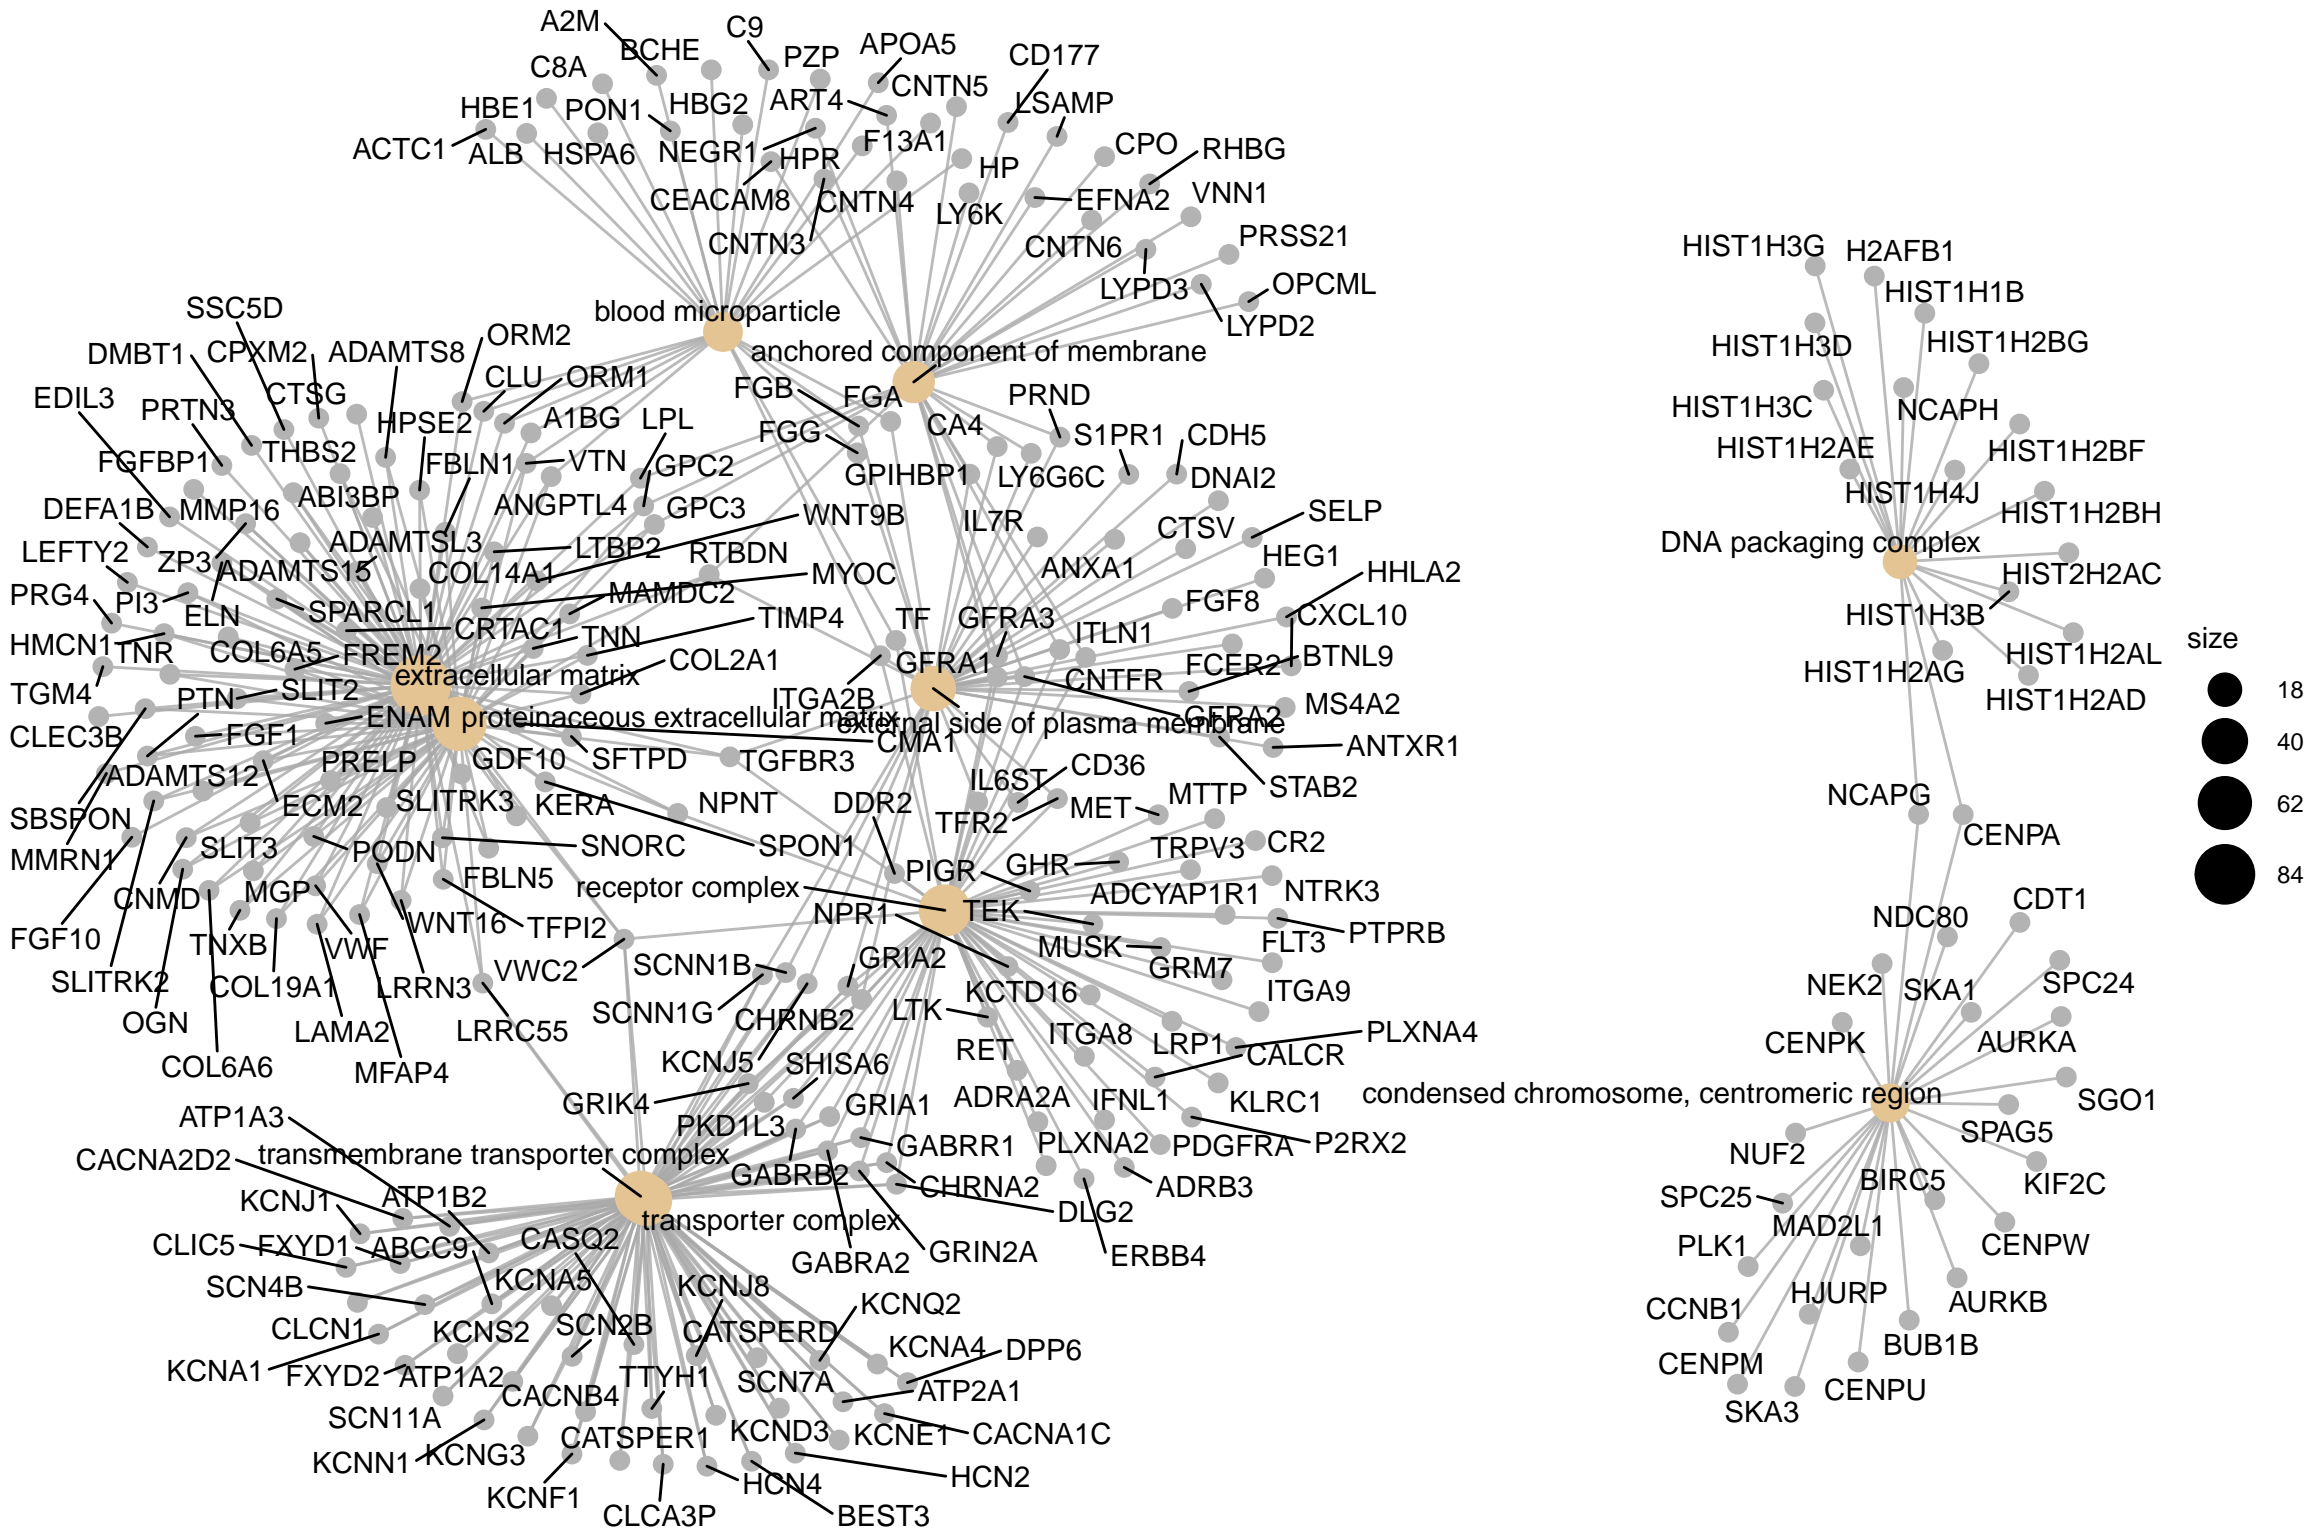 A2M
C9
BCHE
PZP
APOA5
CD177
C8A
HBE1
PON1
HBG2
ART4
CNTN5
LSAMP
ACTC1
ALB
HSPA6
NEGR1
HPR
F13A1
CPO
RHBG
HP
CEACAM8
CNTN4
LY6K
EFNA2
VNN1
CNTN3
CNTN6
PRSS21
LYPD3
OPCML
LYPD2
blood microparticle
anchored component of membrane
SSC5D
ORM2
DMBT1
CPXM2
ADAMTS8
CLU
ORM1
FGB
FGA
PRND
EDIL3
PRTN3
CTSG
HPSE2
A1BG
LPL
FGG
CA4
S1PR1
CDH5
FGFBP1
THBS2
FBLN1
VTN
GPC2
GPIHBP1
LY6G6C
DNAI2
DEFA1B
MMP16
ABI3BP
ANGPTL4
GPC3
WNT9B
IL7R
CTSV
SELP
LEFTY2
ZP3
ADAMTSL3
LTBP2
RTBDN
ANXA1
HEG1
ADAMTS15
COL14A1
MYOC
HHLA2
PRG4
PI3
ELN
SPARCL1
MAMDC2
TIMP4
TF
GFRA3
FGF8
CXCL10
HMCN1
TNR
COL6A5
FREM2
CRTAC1
TNN
COL2A1
GFRA1
ITLN1
FCER2
BTNL9
TGM4
PTN
SLIT2
extracellular matrix
ITGA2B
CNTFR
MS4A2
CLEC3B
FGF1
ENAM
proteinaceous extracellular matrix
external side of plasma membrane
GFRA2
CMA1
ANTXR1
ADAMTS12
PRELP
GDF10
SFTPD
TGFBR3
IL6ST
CD36
STAB2
SBSPON
ECM2
SLITRK3
KERA
NPNT
DDR2
TFR2
MET
MTTP
MMRN1
SLIT3
PODN
SNORC
SPON1
PIGR
GHR
TRPV3
CR2
CNMD
MGP
FBLN5
receptor complex
NPR1
TEK
ADCYAP1R1
NTRK3
FGF10
TNXB
VWF
WNT16
TFPI2
MUSK
FLT3
PTPRB
SLITRK2
COL19A1
LRRN3
VWC2
SCNN1B
GRIA2
GRM7
OGN
LAMA2
LRRC55
SCNN1G
CHRNB2
LTK
KCTD16
ITGA9
COL6A6
MFAP4
KCNJ5
SHISA6
RET
ITGA8
LRP1
PLXNA4
CALCR
ATP1A3
GRIK4
PKD1L3
GRIA1
ADRA2A
IFNL1
KLRC1
CACNA2D2
transmembrane transporter complex
GABRR1
PLXNA2
PDGFRA
P2RX2
KCNJ1
ATP1B2
GABRB2
CHRNA2
ADRB3
CLIC5
FXYD1
ABCC9
CASQ2
transporter complex
DLG2
GABRA2
GRIN2A
ERBB4
SCN4B
KCNA5
KCNJ8
KCNQ2
CLCN1
KCNS2
SCN2B
CATSPERD
KCNA4
DPP6
KCNA1
FXYD2
ATP1A2
TTYH1
SCN7A
ATP2A1
SCN11A
CACNB4
KCND3
KCNE1
CACNA1C
KCNN1
KCNG3
CATSPER1
HCN4
HCN2
KCNF1
CLCA3P
BEST3
HIST1H3G
H2AFB1
HIST1H1B
HIST1H3D
HIST1H2BG
HIST1H3C
NCAPH
HIST1H2AE
HIST1H2BF
HIST1H4J
HIST1H2BH
DNA packaging complex
HIST2H2AC
HIST1H3B
HIST1H2AG
HIST1H2AL
HIST1H2AD
NCAPG
CENPA
CDT1
NDC80
NEK2
SKA1
SPC24
CENPK
AURKA
condensed chromosome, centromeric region
SGO1
SPAG5
NUF2
BIRC5
KIF2C
SPC25
MAD2L1
PLK1
CENPW
HJURP
CCNB1
AURKB
BUB1B
CENPM
CENPU
SKA3
size
18
40
62
84